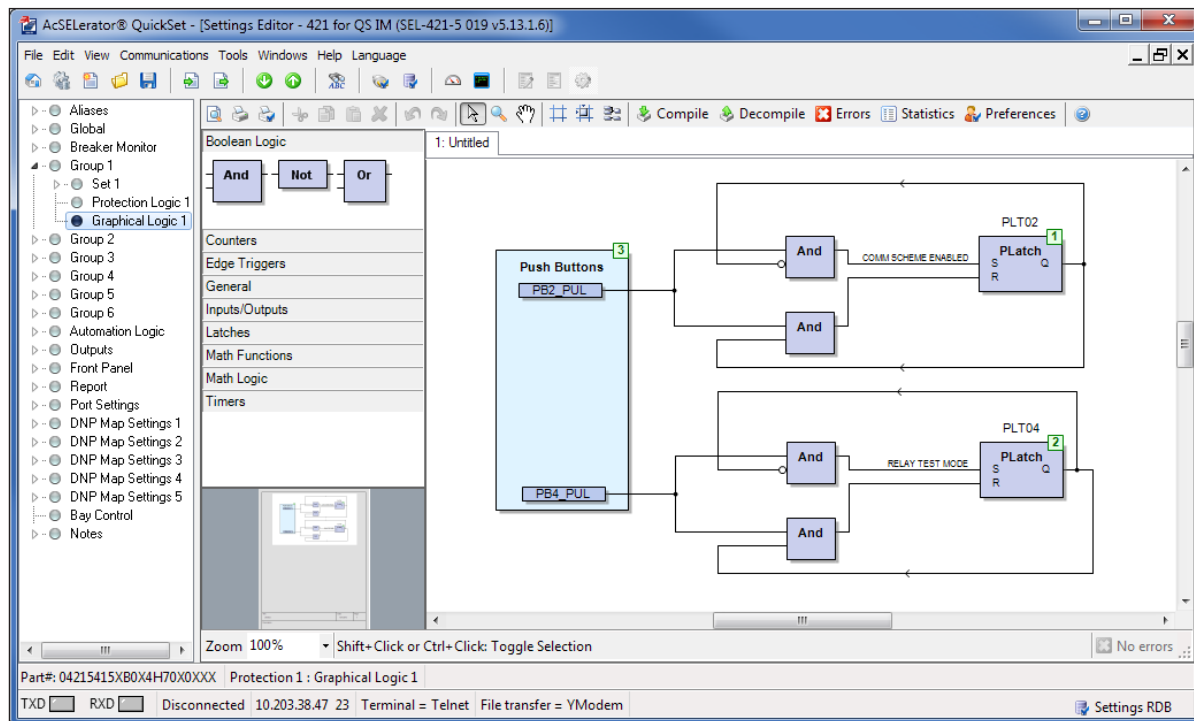 AcSELerator® QuickSet - [Settings Editor - 421 for QS IM (SEL-421-5 019 v5.13.1.6)]
File Edit View Communications Tools Windows Help Language
Compile Decompile Errors Statistics Preferences
Aliases
Global
Breaker Monitor
Group 1
Set 1
Protection Logic 1
Graphical Logic 1
Group 2
Group 3
Group 4
Group 5
Group 6
Automation Logic
Outputs
Front Panel
Report
Port Settings
DNP Map Settings 1
DNP Map Settings 2
DNP Map Settings 3
DNP Map Settings 4
DNP Map Settings 5
Bay Control
Notes
Boolean Logic
And Not Or
Counters
Edge Triggers
General
Inputs/Outputs
Latches
Math Functions
Math Logic
Timers
1: Untitled
3
Push Buttons
PB2_PUL
PB4_PUL
And
COMM SCHEME ENABLED
PLT02
1
PLatch
S Q
R
And
And
RELAY TEST MODE
PLT04
2
PLatch
S Q
R
And
Zoom 100% Shift+Click or Ctrl+Click: Toggle Selection No errors
Part#: 04215415XB0X4H70X0XXX Protection 1 : Graphical Logic 1
TXD RXD Disconnected 10.203.38.47 23 Terminal = Telnet File transfer = YModem Settings RDB